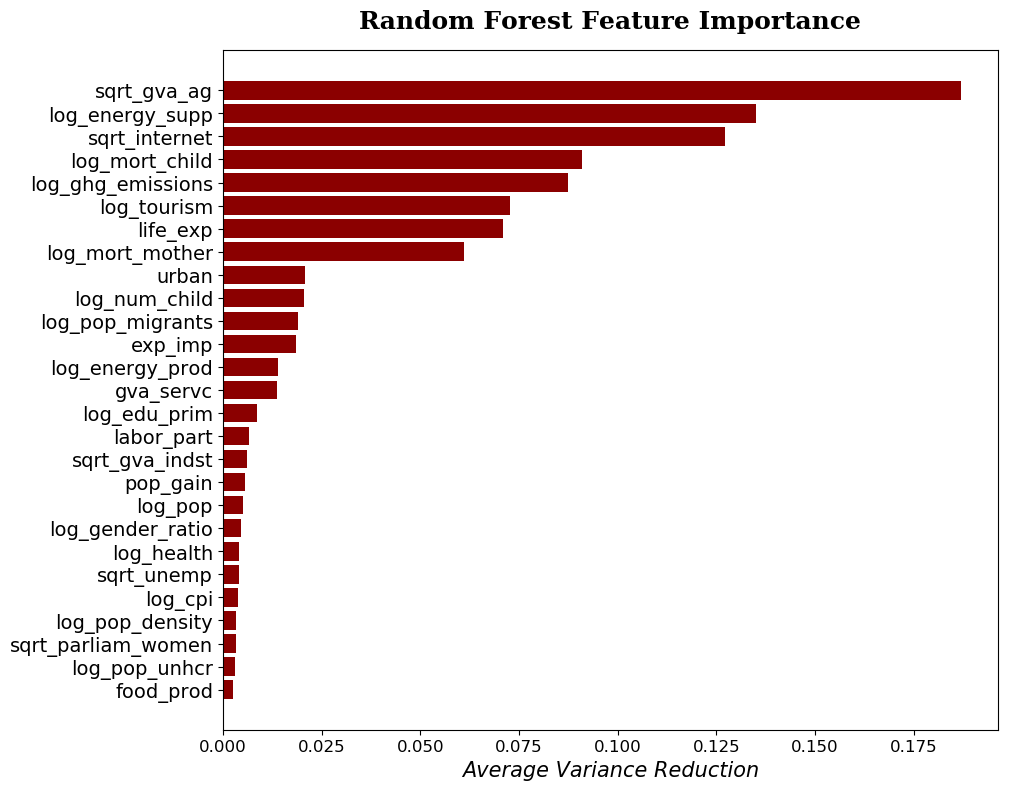 Random Forest Feature Importance
sqrt_gva_ag
log_energy_supp
sqrt_internet
log_mort_child
log_ghg_emissions
log_tourism
life_exp
log_mort_mother
urban
log_num_child
log_pop_migrants
exp_imp
log_energy_prod
gva_servc
log_edu_prim
labor_part
sqrt_gva_indst
pop_gain
log_pop
log_gender_ratio
log_health
sqrt_unemp
log_cpi
log_pop_density
sqrt_parliam_women
log_pop_unhcr
food_prod
0.000 0.025 0.050 0.075 0.100 0.125 0.150 0.175
Average Variance Reduction